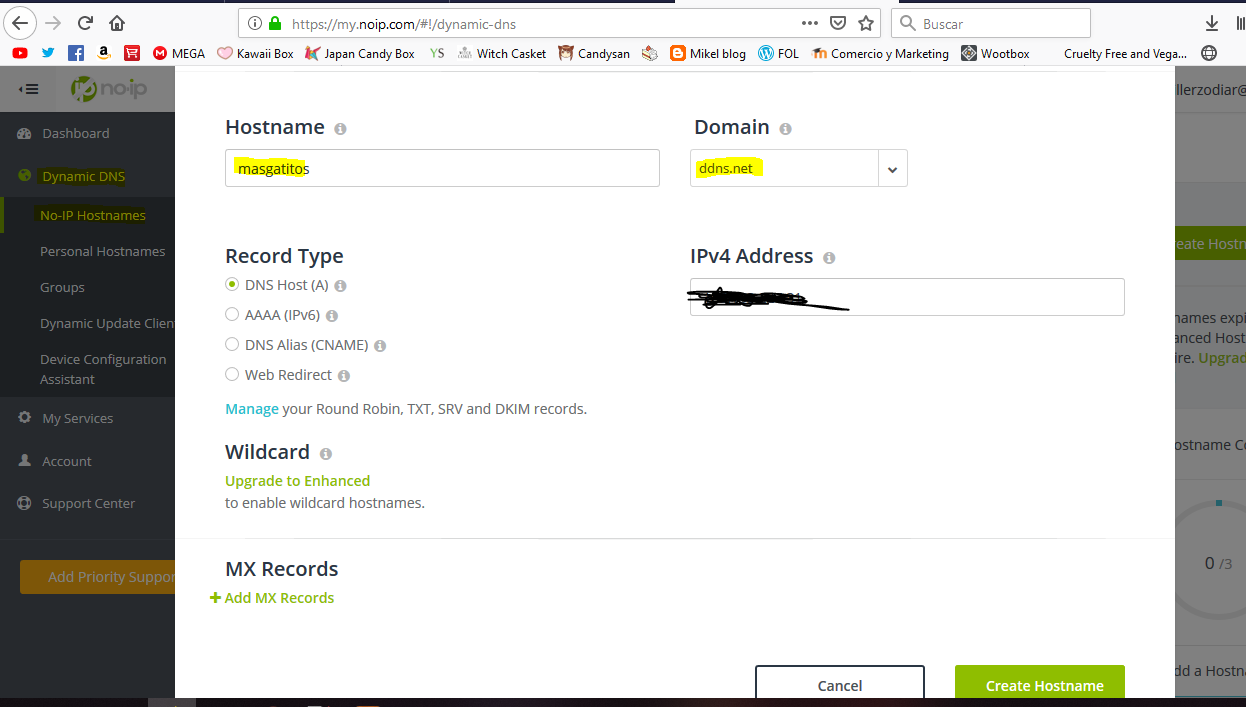 https://my.noip.com/#!/dynamic-dns
Buscar
MEGA Kawaii Box Japan Candy Box YS Witch Casket Candysan Mikel blog FOL Comercio y Marketing Wootbox Cruelty Free and Vega...
no-ip
llerzodiar@
Dashboard
Dynamic DNS
No-IP Hostnames
Personal Hostnames
Groups
Dynamic Update Clien
Device Configuration
Assistant
My Services
Account
Support Center
Add Priority Suppor
Hostname
Domain
masgatitos
ddns.net
Record Type
IPv4 Address
DNS Host (A)
AAAA (IPv6)
DNS Alias (CNAME)
Web Redirect
Manage your Round Robin, TXT, SRV and DKIM records.
Wildcard
Upgrade to Enhanced
to enable wildcard hostnames.
MX Records
+ Add MX Records
Cancel
Create Hostname
eate Hostn
names expi
anced Host
ire. Upgrad
ostname Co
0 /3
dd a Hostna